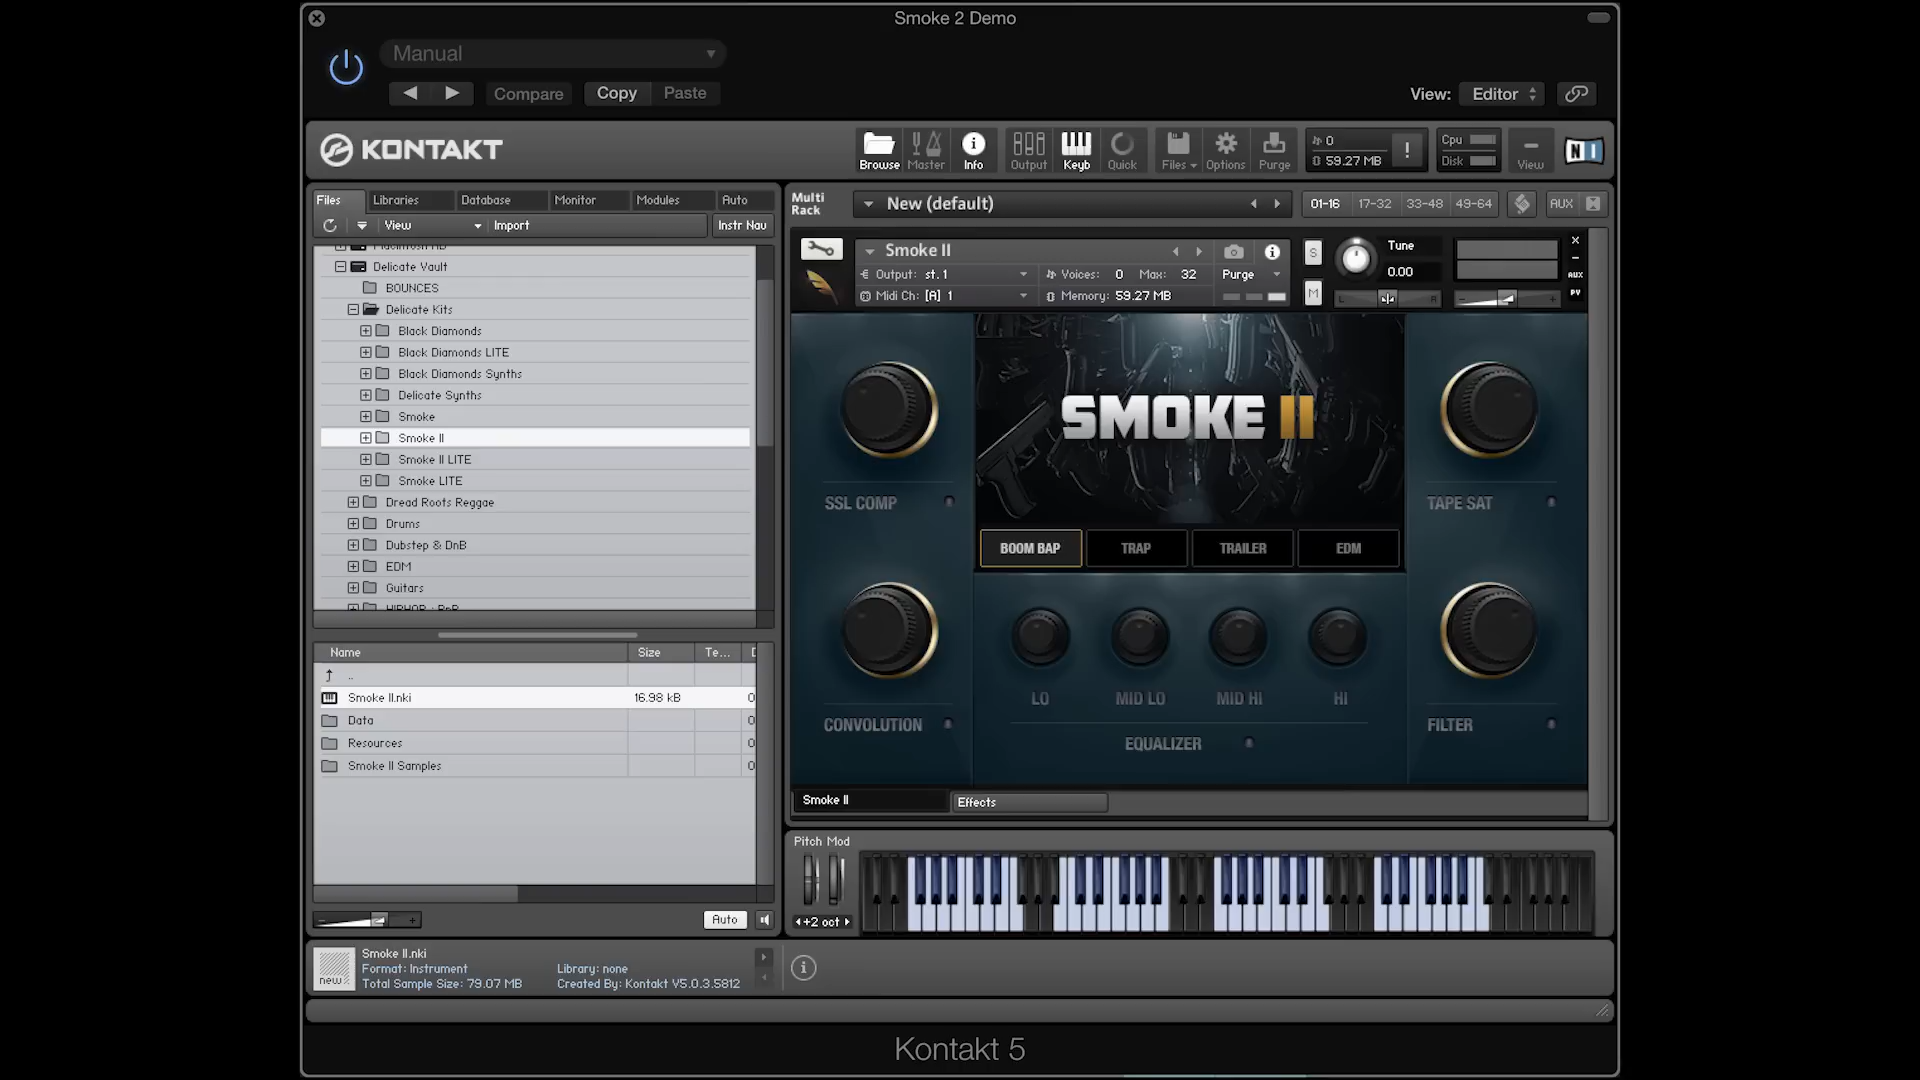 Smoke 2 Demo
Manual
Compare
Copy
Paste
View:
Editor
KONTAKT
Browse
Master
Info
Output
Keyb
Quick
Files
Options
Purge
0
59.27 MB
!
Cpu
Disk
View
NI
Files
Libraries
Database
Monitor
Modules
Auto
View
Import
Instr Nav
Multi
Rack
New (default)
01-16
17-32
33-48
49-64
AUX
Delicate Vault
BOUNCES
Delicate Kits
Black Diamonds
Black Diamonds LITE
Black Diamonds Synths
Delicate Synths
Smoke
Smoke II
Smoke II LITE
Smoke LITE
Dread Roots Reggae
Drums
Dubstep & DnB
EDM
Guitars
Smoke II
Output: st. 1
Voices: 0 Max: 32
Purge
Midi Ch: [A] 1
Memory: 59.27 MB
S
M
Tune
0.00
L
R
AUX
PV
SMOKE II
SSL COMP
TAPE SAT
BOOM BAP
TRAP
TRAILER
EDM
CONVOLUTION
LO
MID LO
MID HI
HI
EQUALIZER
FILTER
Smoke II
Effects
Name
Size
Te...
..
Smoke II.nki
16.98 kB
Data
Resources
Smoke II Samples
Auto
Pitch Mod
+2 oct
Smoke II.nki
Format: Instrument
Total Sample Size: 79.07 MB
Library: none
Created By: Kontakt V5.0.3.5812
new
Kontakt 5